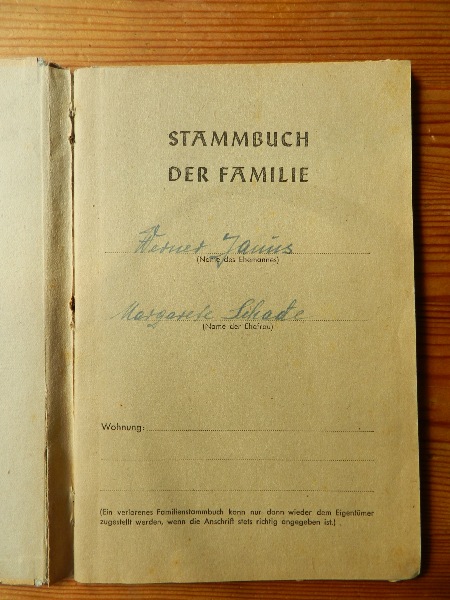 STAMMBUCH
DER FAMILIE
Werner Janus
(Name des Ehemannes)
Margarete Schade
(Name der Ehefrau)
Wohnung:
(Ein verlorenes Familienstammbuch kann nur dann wieder dem Eigentümer
zugestellt werden, wenn die Anschrift stets richtig angegeben ist.)